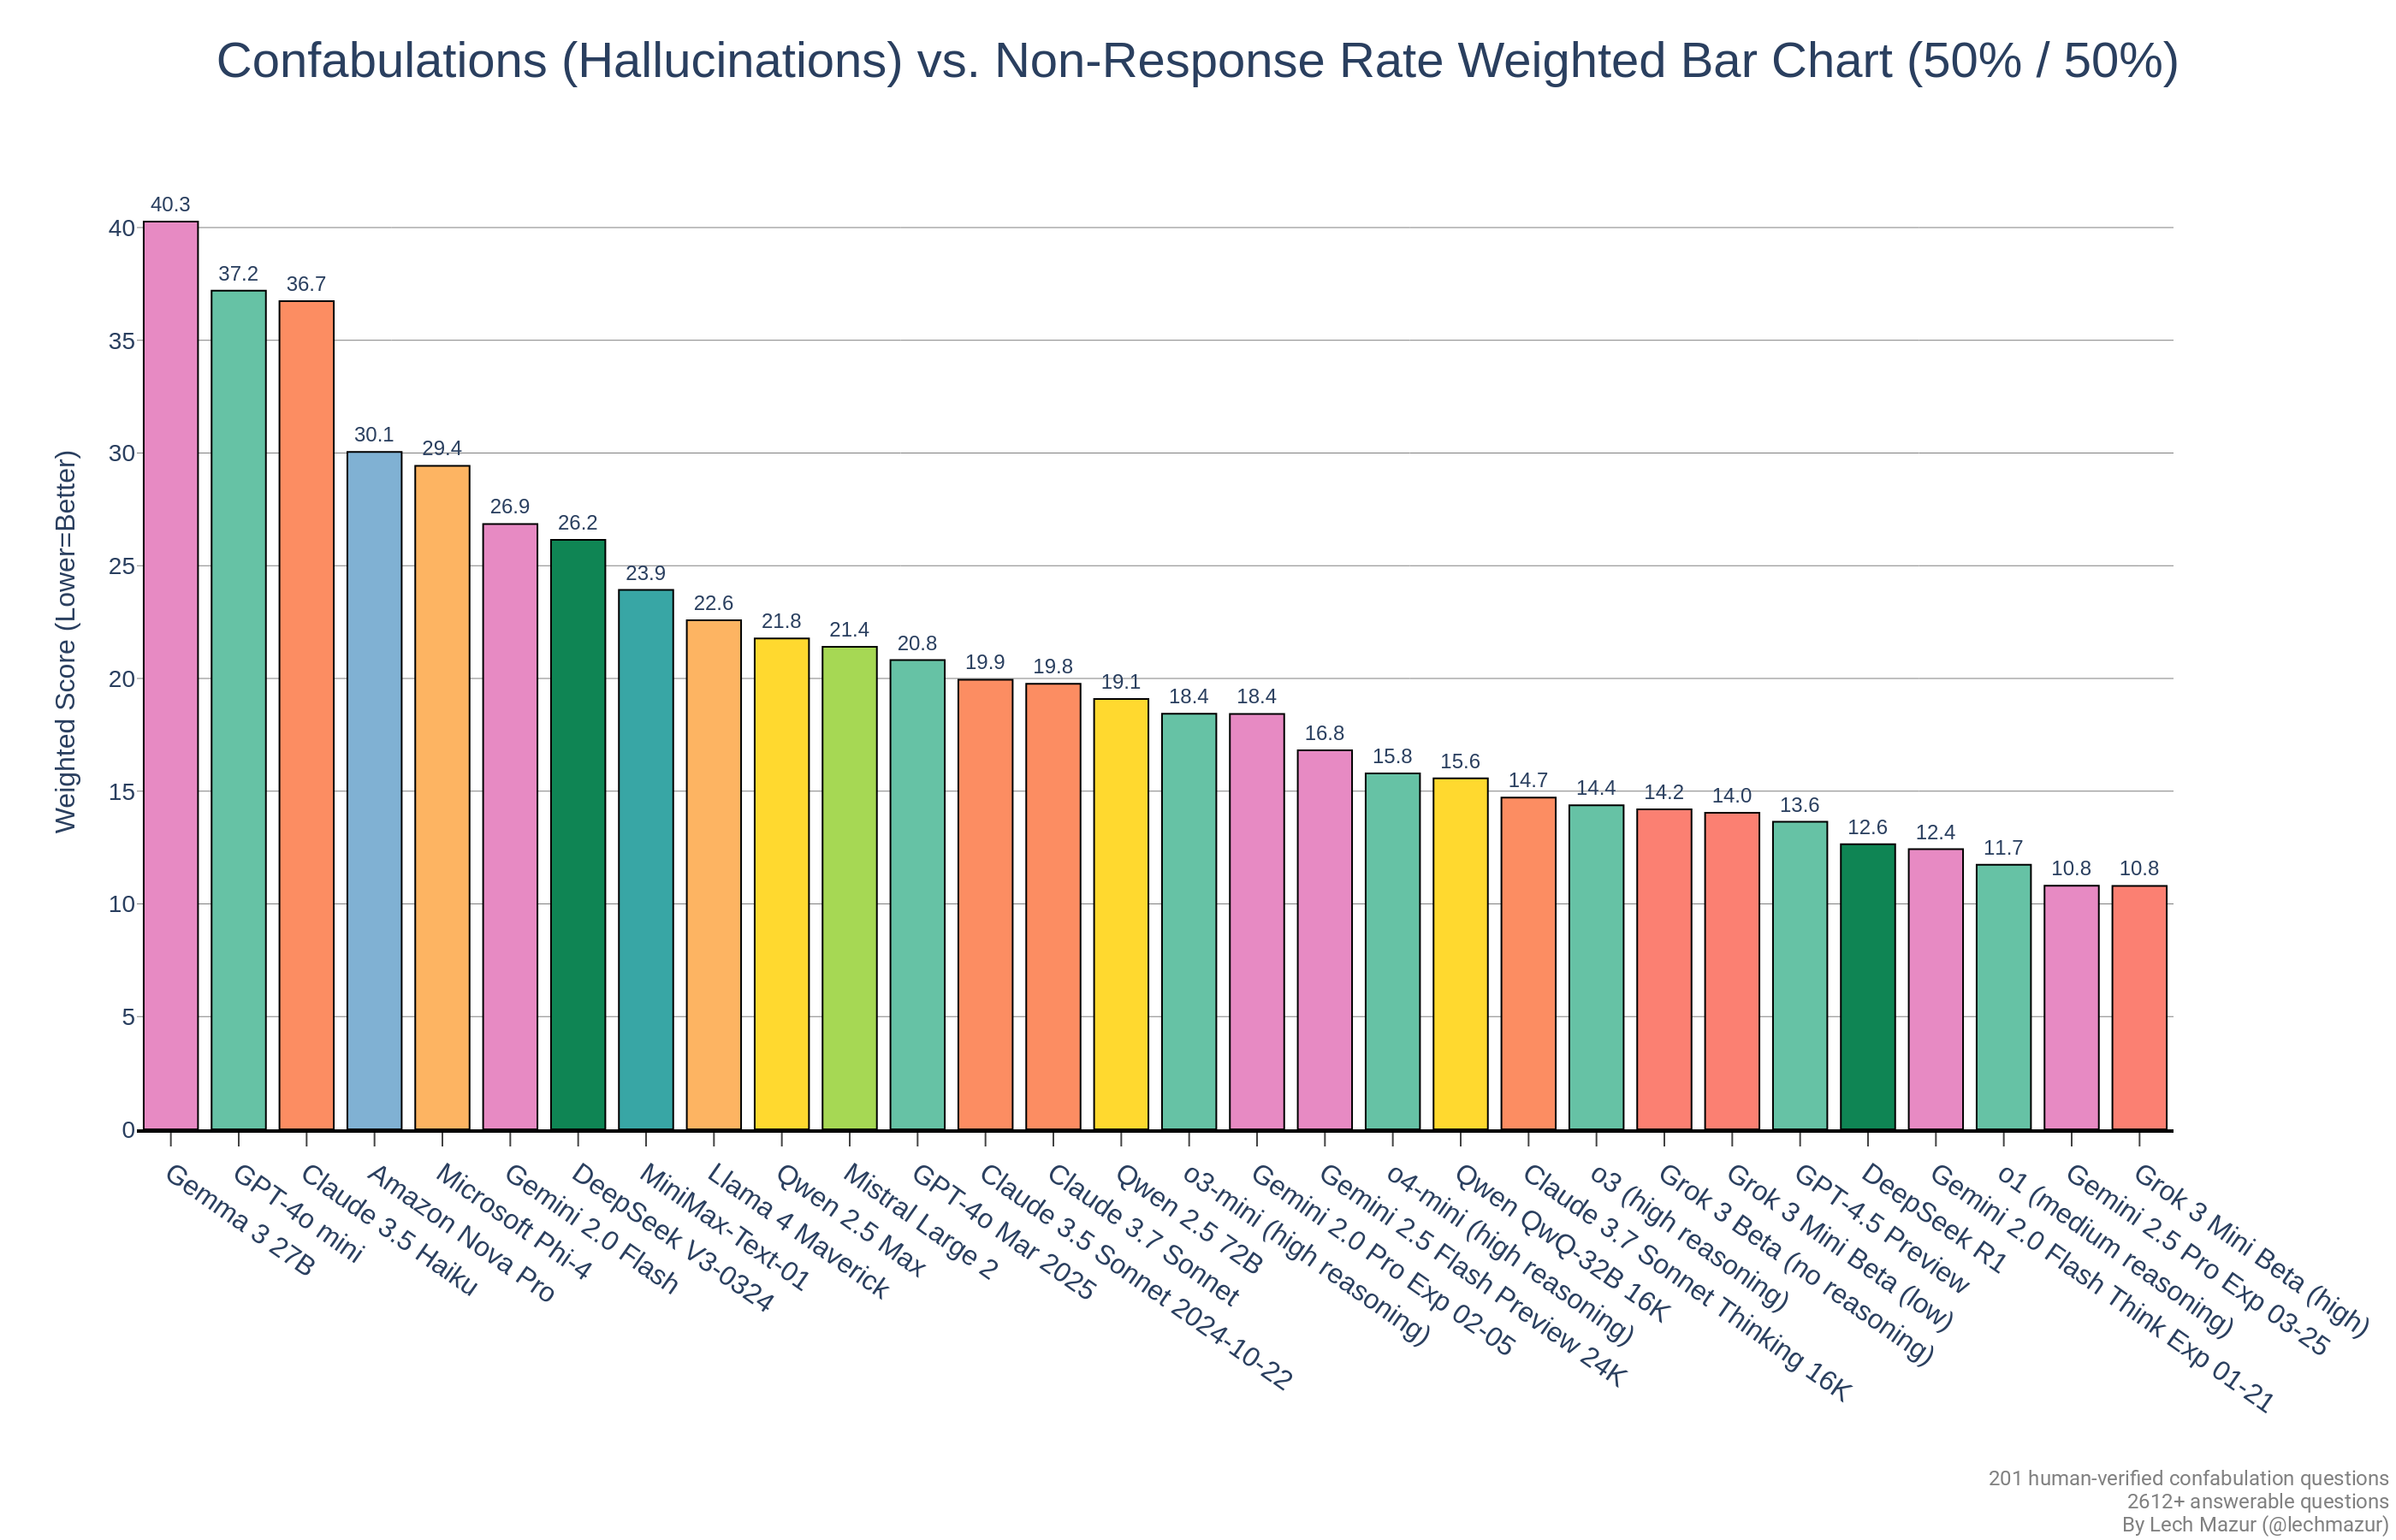 Confabulations (Hallucinations) vs. Non-Response Rate Weighted Bar Chart (50% / 50%)
Weighted Score (Lower=Better)
40
35
30
25
20
15
10
5
0
40.3
37.2
36.7
30.1
29.4
26.9
26.2
23.9
22.6
21.8
21.4
20.8
19.9
19.8
19.1
18.4
18.4
16.8
15.8
15.6
14.7
14.4
14.2
14.0
13.6
12.6
12.4
11.7
10.8
10.8
Gemma 3 27B
GPT-4o mini
Claude 3.5 Haiku
Amazon Nova Pro
Microsoft Phi-4
Gemini 2.0 Flash
DeepSeek V3-0324
MiniMax-Text-01
Llama 4 Maverick
Qwen 2.5 Max
Mistral Large 2
GPT-4o Mar 2025
Claude 3.5 Sonnet 2024-10-22
Claude 3.7 Sonnet
Qwen 2.5 72B
o3-mini (high reasoning)
Gemini 2.0 Pro Exp 02-05
Gemini 2.5 Flash Preview 24K
o4-mini (high reasoning)
Qwen QwQ-32B 16K
Claude 3.7 Sonnet Thinking 16K
o3 (high reasoning)
Grok 3 Beta (no reasoning)
Grok 3 Mini Beta (low)
GPT-4.5 Preview
DeepSeek R1
Gemini 2.0 Flash Think Exp 01-21
o1 (medium reasoning)
Gemini 2.5 Pro Exp 03-25
Grok 3 Mini Beta (high)
201 human-verified confabulation questions
2612+ answerable questions
By Lech Mazur (@lechmazur)